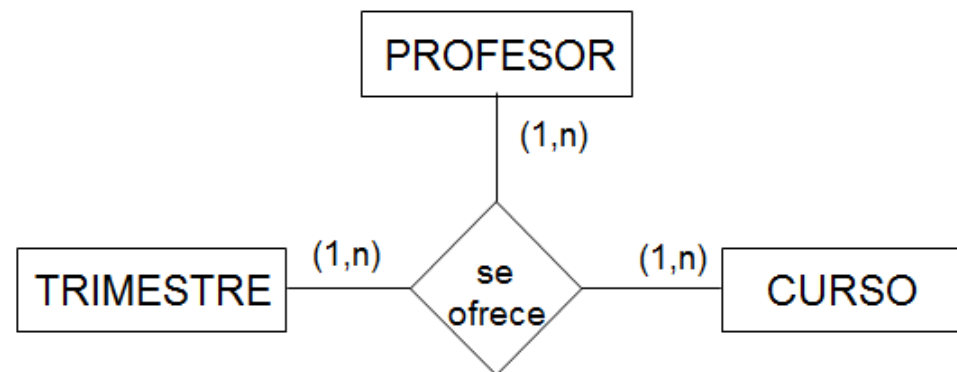 PROFESOR
(1,n)
(1,n)
(1,n)
TRIMESTRE
se
ofrece
CURSO